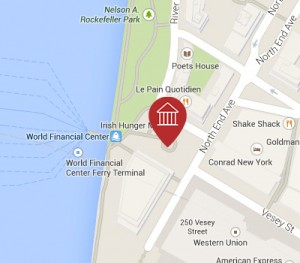 Nelson A.
Rockefeller Park
River
Poets House
North End Ave
Le Pain Quotidien
Irish Hunger
World Financial Center
North End Ave
Shake Shack
Goldman
World Financial
Center Ferry Terminal
Conrad New York
Vesey St
250 Vesey
Street
Western Union
American Express